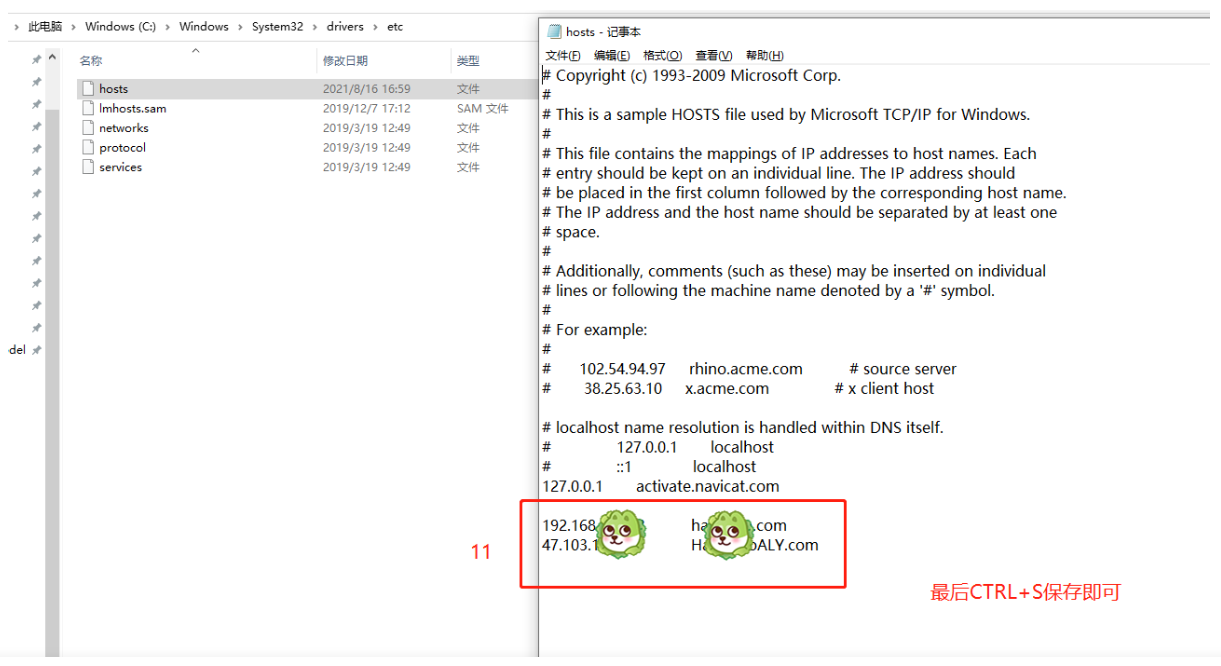 此电脑 > Windows (C:) > Windows > System32 > drivers > etc
名称 修改日期 类型
hosts 2021/8/16 16:59 文件
lmhosts.sam 2019/12/7 17:12 SAM 文件
networks 2019/3/19 12:49 文件
protocol 2019/3/19 12:49 文件
services 2019/3/19 12:49 文件
del
hosts - 记事本
文件(F) 编辑(E) 格式(O) 查看(V) 帮助(H)
# Copyright (c) 1993-2009 Microsoft Corp.
#
# This is a sample HOSTS file used by Microsoft TCP/IP for Windows.
#
# This file contains the mappings of IP addresses to host names. Each
# entry should be kept on an individual line. The IP address should
# be placed in the first column followed by the corresponding host name.
# The IP address and the host name should be separated by at least one
# space.
#
# Additionally, comments (such as these) may be inserted on individual
# lines or following the machine name denoted by a '#' symbol.
#
# For example:
#
# 102.54.94.97 rhino.acme.com # source server
# 38.25.63.10 x.acme.com # x client host
# localhost name resolution is handled within DNS itself.
# 127.0.0.1 localhost
# ::1 localhost
127.0.0.1 activate.navicat.com
192.168 ha .com
47.103.1 H ALY.com
11
最后CTRL+S保存即可